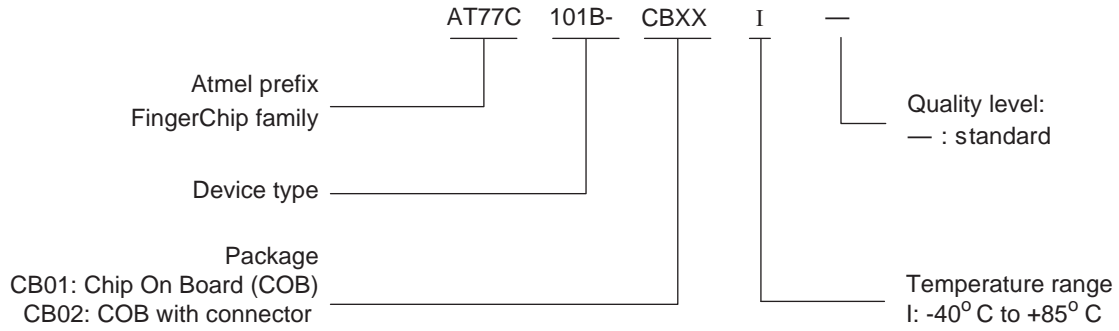 AT77C 101B- CBXX I —
Atmel prefix
FingerChip family
Quality level:
— : standard
Device type
Package
CB01: Chip On Board (COB)
CB02: COB with connector
Temperature range
I: -40° C to +85° C